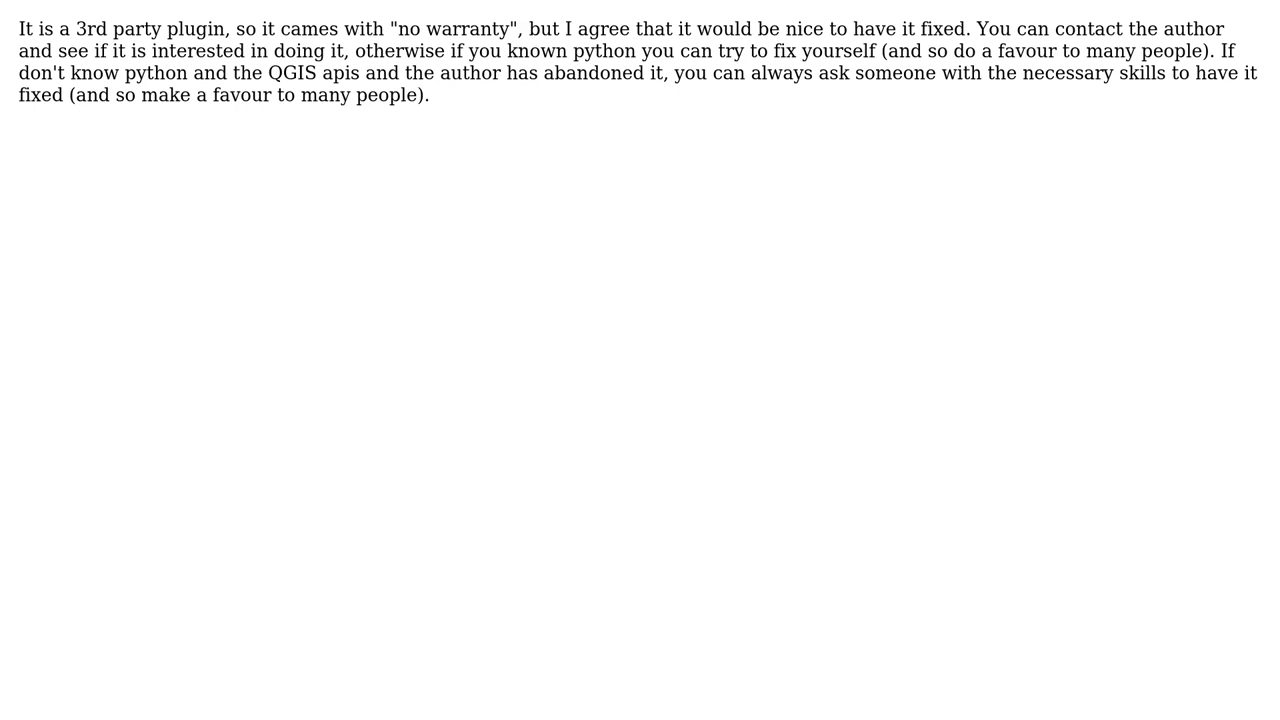 It is a 3rd party plugin, so it cames with "no warranty", but I agree that it would be nice to have it fixed. You can contact the author
and see if it is interested in doing it, otherwise if you known python you can try to fix yourself (and so do a favour to many people). If
don't know python and the QGIS apis and the author has abandoned it, you can always ask someone with the necessary skills to have it
fixed (and so make a favour to many people).